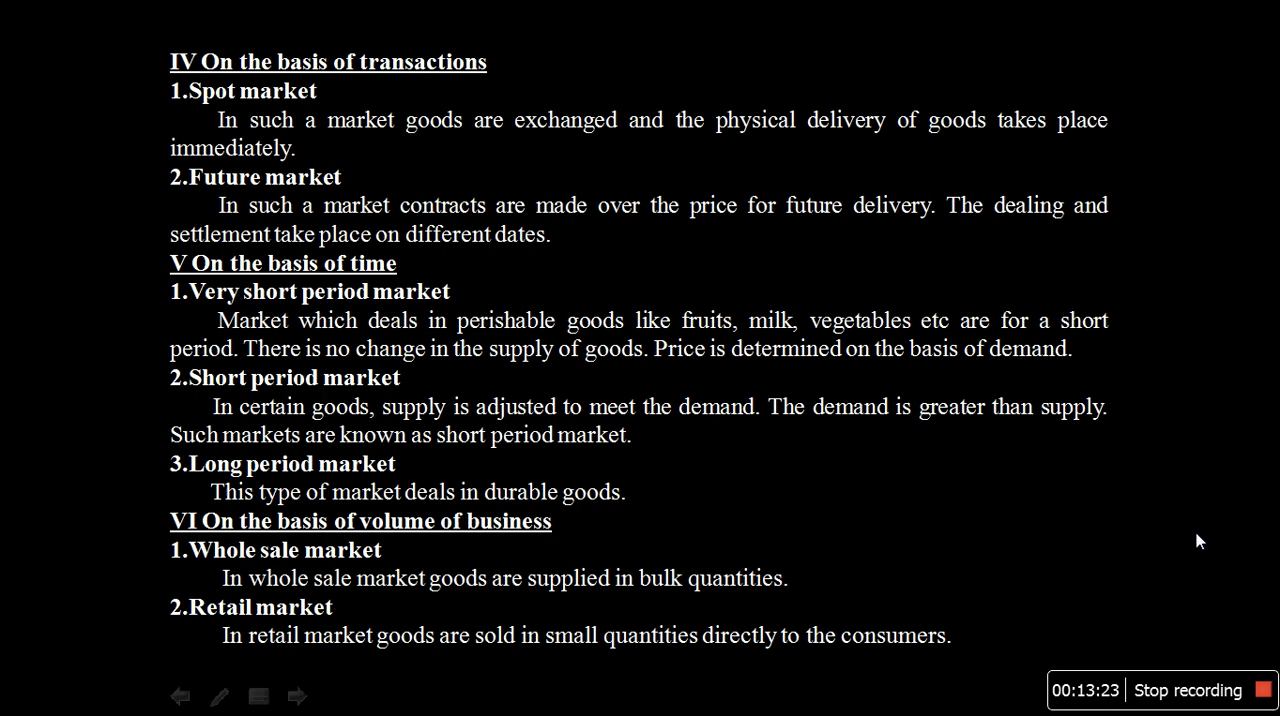 IV On the basis of transactions
1.Spot market
In such a market goods are exchanged and the physical delivery of goods takes place
immediately.
2.Future market
In such a market contracts are made over the price for future delivery. The dealing and
settlement take place on different dates.
V On the basis of time
1.Very short period market
Market which deals in perishable goods like fruits, milk, vegetables etc are for a short
period. There is no change in the supply of goods. Price is determined on the basis of demand.
2.Short period market
In certain goods, supply is adjusted to meet the demand. The demand is greater than supply.
Such markets are known as short period market.
3.Long period market
This type of market deals in durable goods.
VI On the basis of volume of business
1.Whole sale market
In whole sale market goods are supplied in bulk quantities.
2.Retail market
In retail market goods are sold in small quantities directly to the consumers.
00:13:23 Stop recording